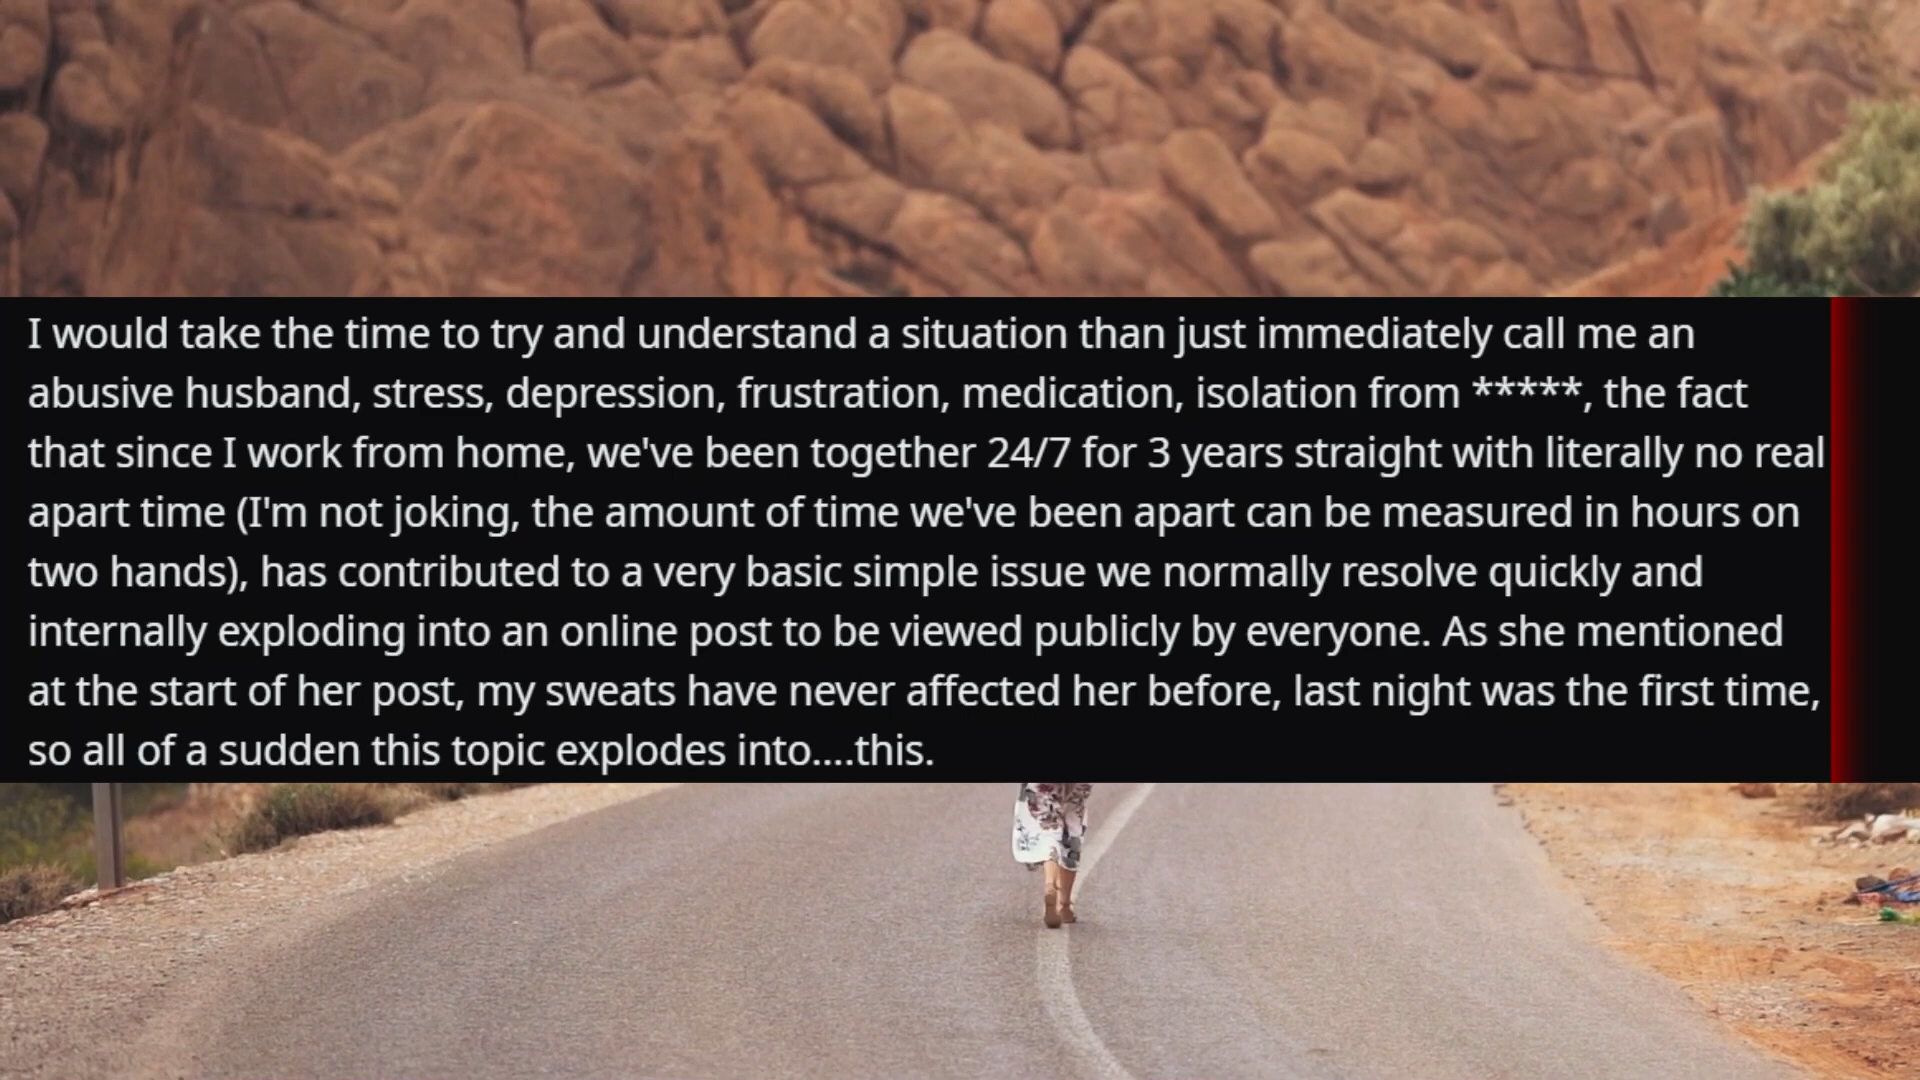 I would take the time to try and understand a situation than just immediately call me an
abusive husband, stress, depression, frustration, medication, isolation from *****, the fact
that since I work from home, we've been together 24/7 for 3 years straight with literally no real
apart time (I'm not joking, the amount of time we've been apart can be measured in hours on
two hands), has contributed to a very basic simple issue we normally resolve quickly and
internally exploding into an online post to be viewed publicly by everyone. As she mentioned
at the start of her post, my sweats have never affected her before, last night was the first time,
so all of a sudden this topic explodes into....this.